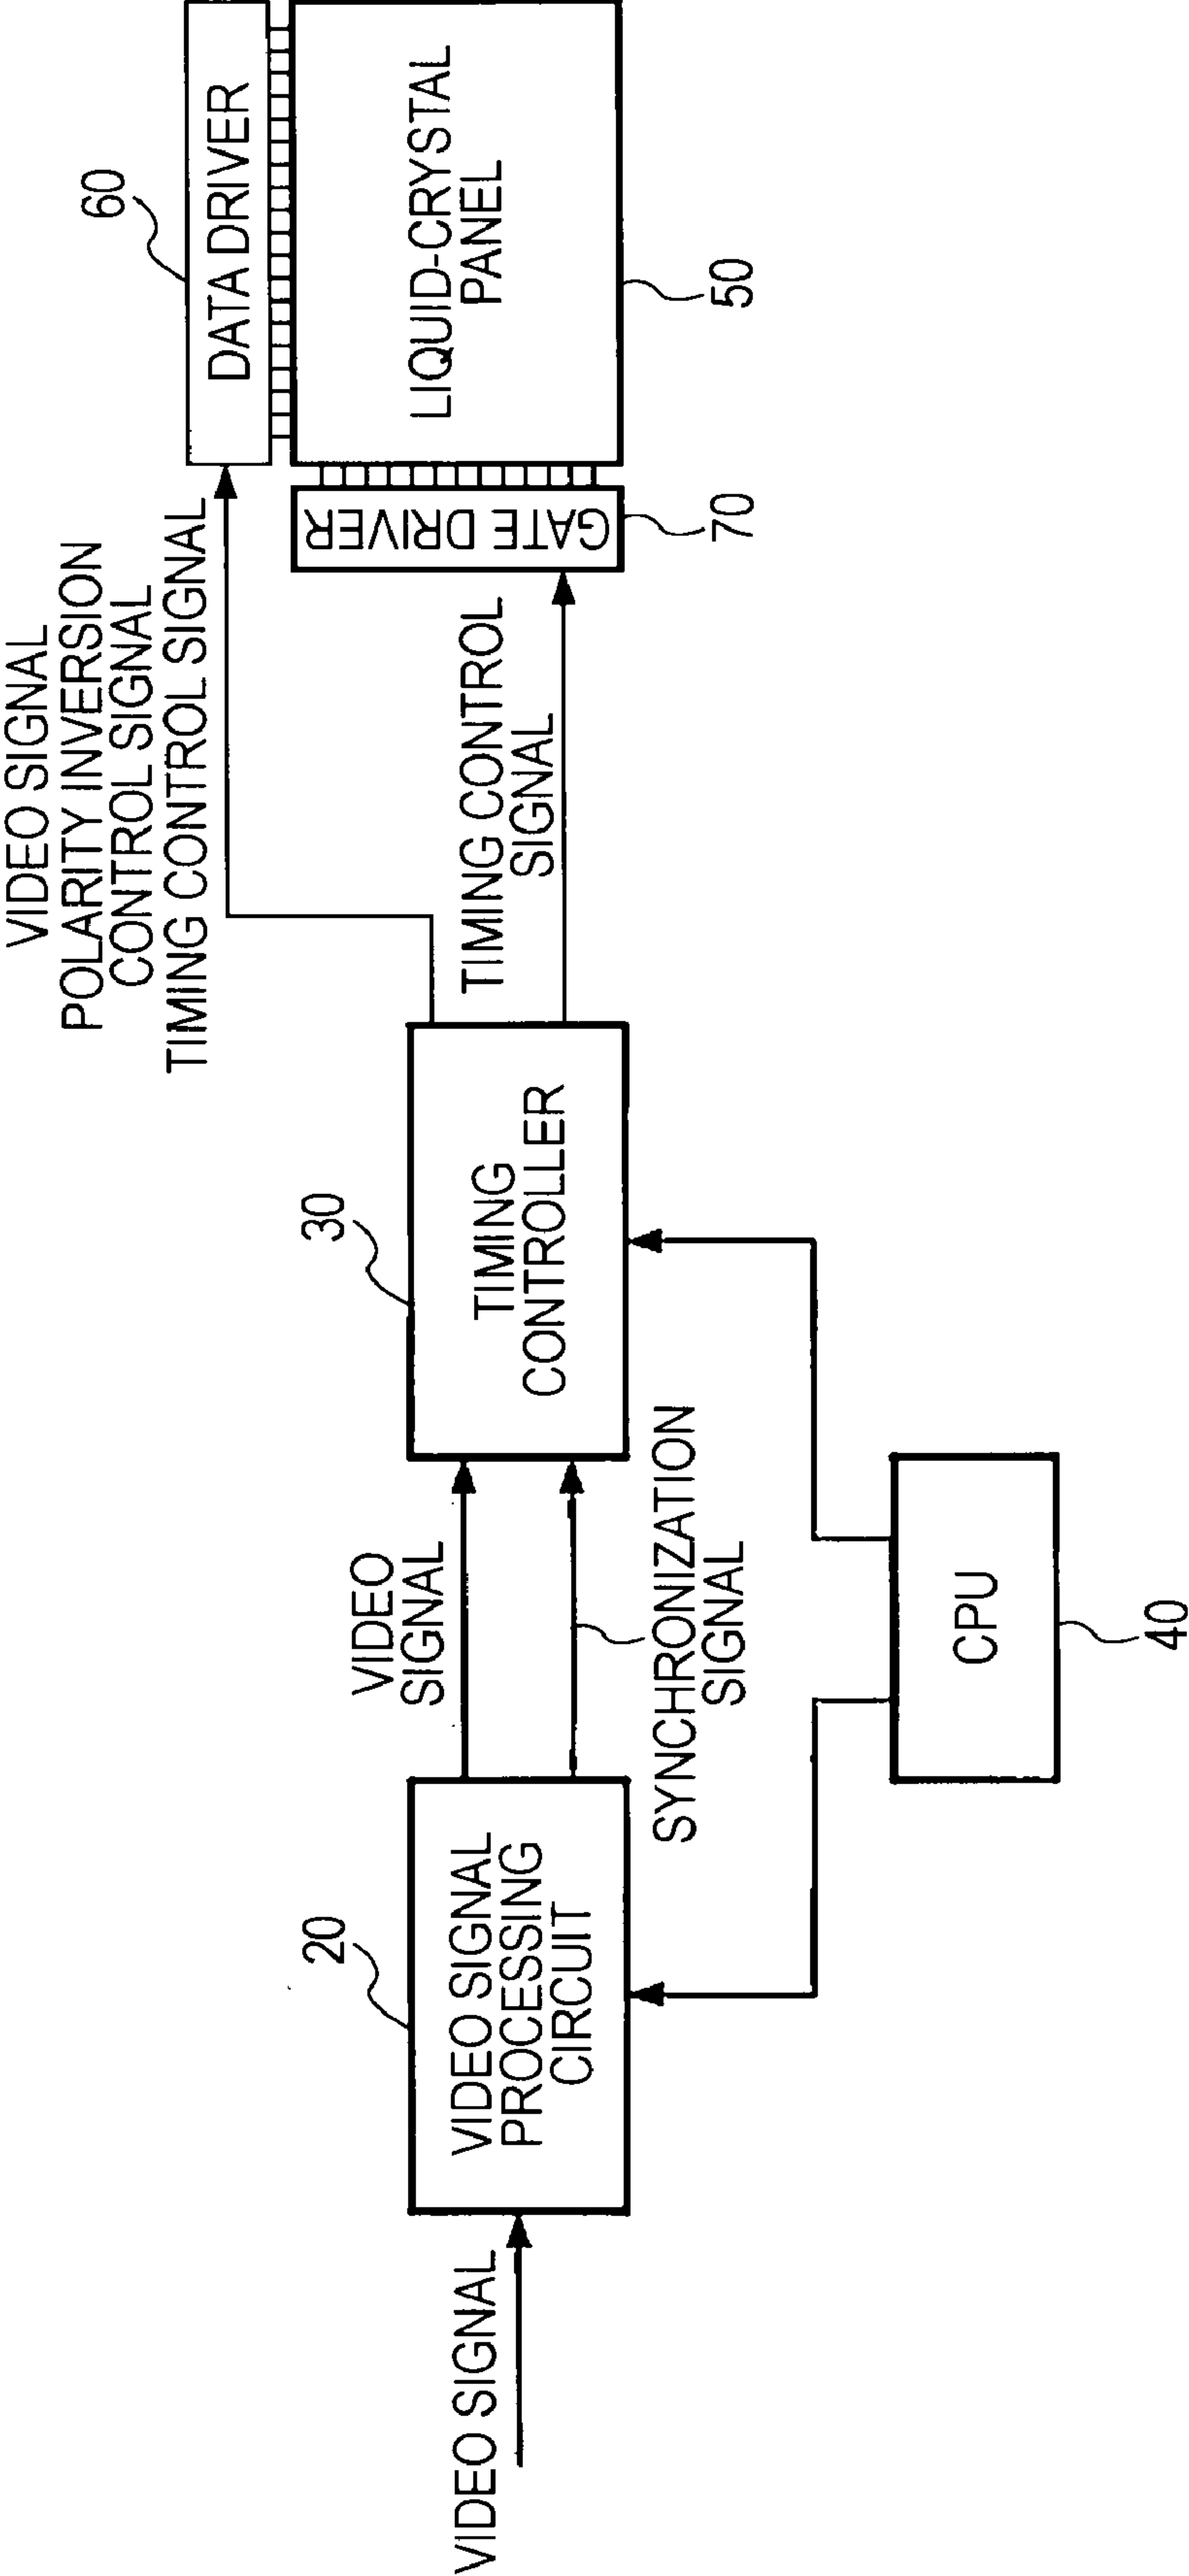 VIDEO SIGNAL
20
VIDEO SIGNAL
PROCESSING
CIRCUIT
VIDEO
SIGNAL
SYNCHRONIZATION
SIGNAL
30
TIMING
CONTROLLER
CPU
40
VIDEO SIGNAL
POLARITY INVERSION
CONTROL SIGNAL
TIMING CONTROL SIGNAL
TIMING CONTROL
SIGNAL
60
DATA DRIVER
GATE DRIVER
70
LIQUID-CRYSTAL
PANEL
50